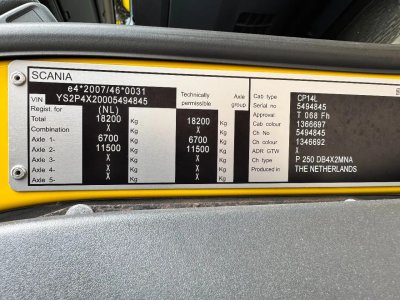 SCANIA S
e4*2007/46*0031
VIN YS2P4X20005494845
Regist. for (NL) Technically permissible Axle group
Total 18200 Kg 18200 Kg
Combination X Kg X Kg
Axle 1- 6700 Kg 6700 Kg
Axle 2- 11500 Kg 11500 Kg
Axle 3- X Kg X Kg
Axle 4- X Kg X Kg
Axle 5- X Kg X Kg
Cab type CP14L
Serial no 5494845
Approval: T 068 Fh
Cab colour 1366697
Ch No 5494845
Ch colour 1346692
ADR GTW X
Ch type P 250 DB4X2MNA
Produced in THE NETHERLANDS